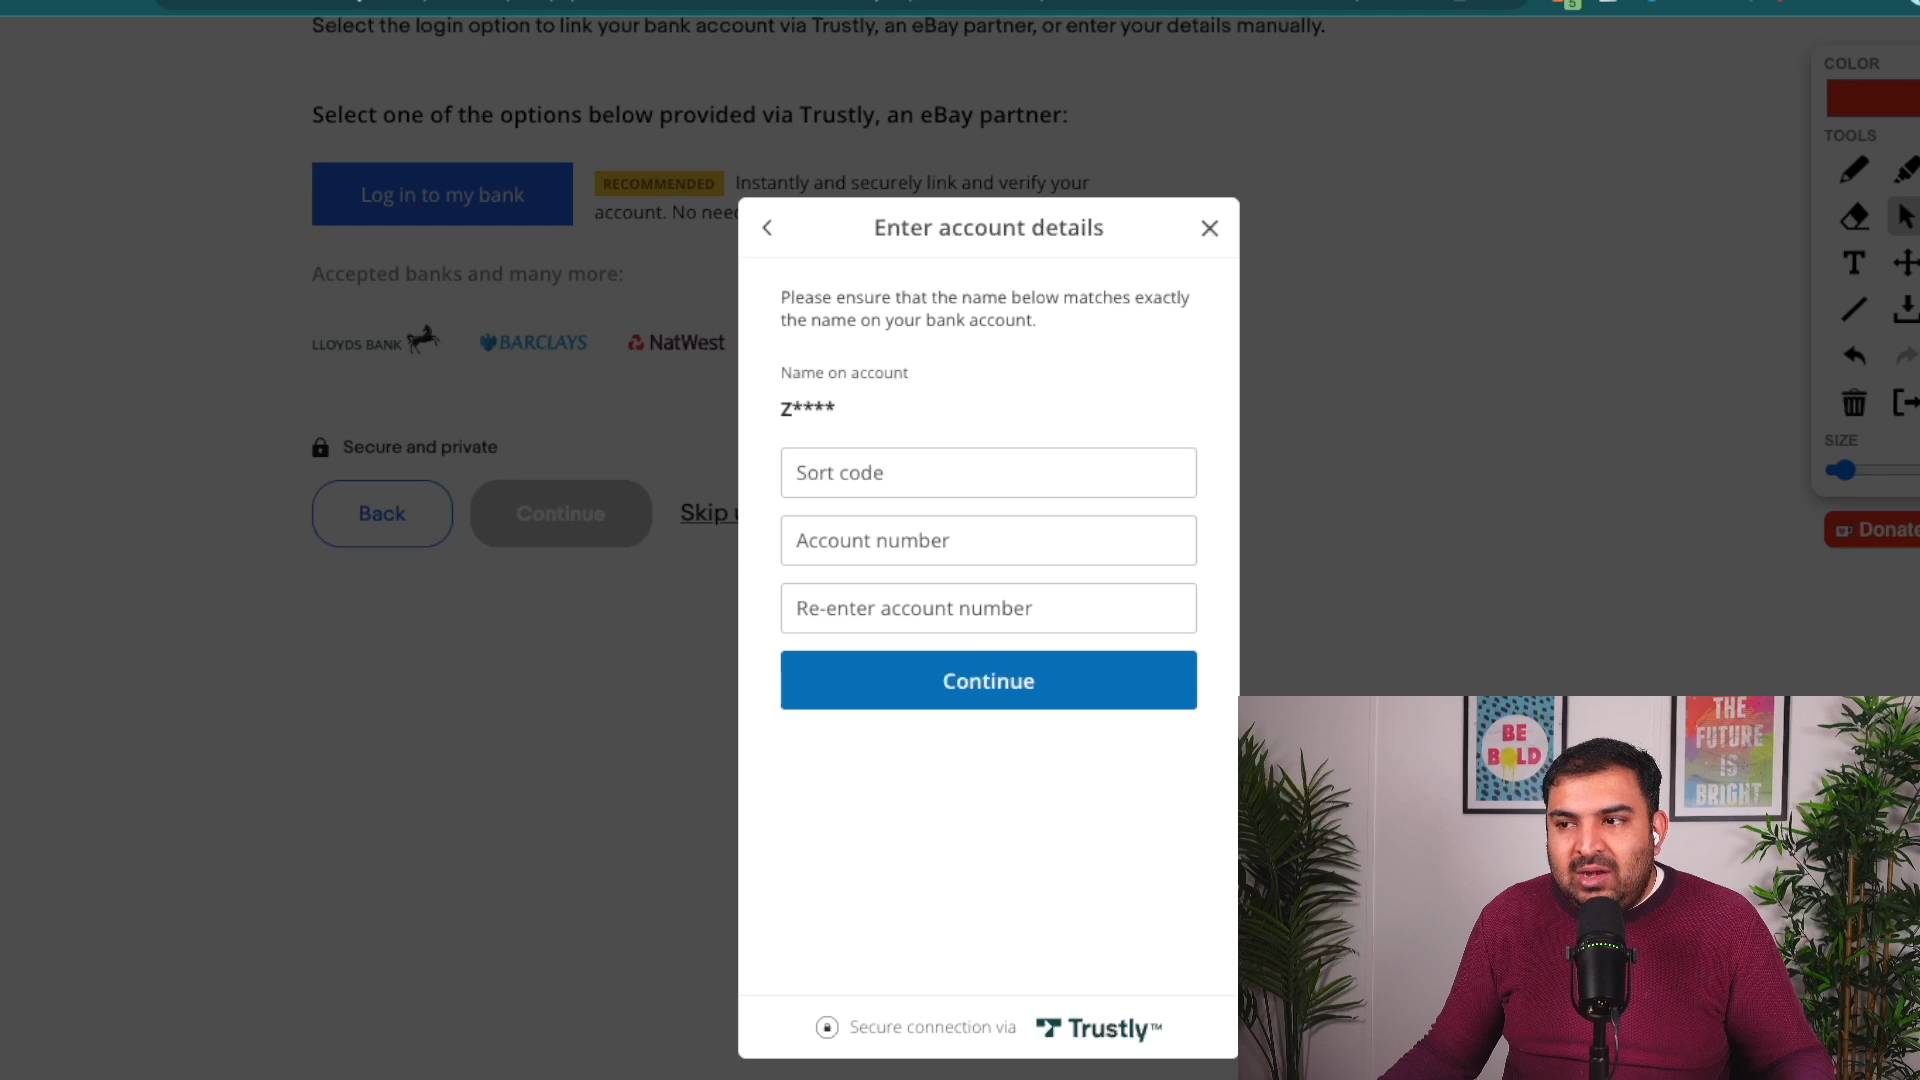 Select the login option to link your bank account via Trustly, an eBay partner, or enter your details manually.
Select one of the options below provided via Trustly, an eBay partner:
Log in to my bank
RECOMMENDED Instantly and securely link and verify your
account. No need
Accepted banks and many more:
LLOYDS BANK
BARCLAYS
NatWest
Secure and private
Back
Continue
Skip
Enter account details
Please ensure that the name below matches exactly
the name on your bank account.
Name on account
Z****
Sort code
Account number
Re-enter account number
Continue
Secure connection via
Trustly™
COLOR
TOOLS
T
SIZE
Donate
5
BE
BOLD
THE
FUTURE
IS
BRIGHT